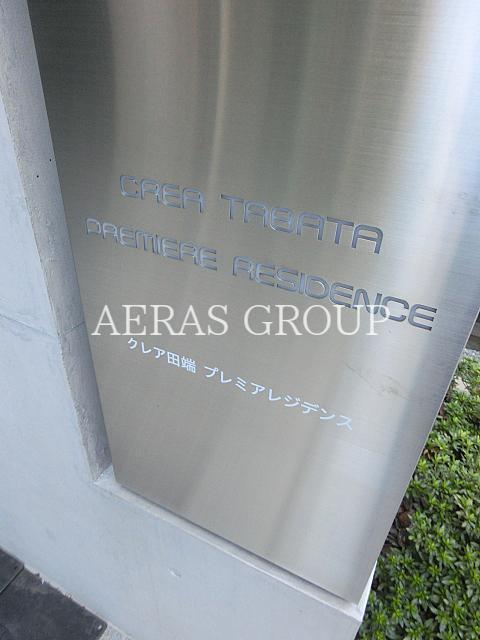 CREA TABATA
PREMIERE RESIDENCE
AERAS GROUP
クレア田端 プレミアレジデンス